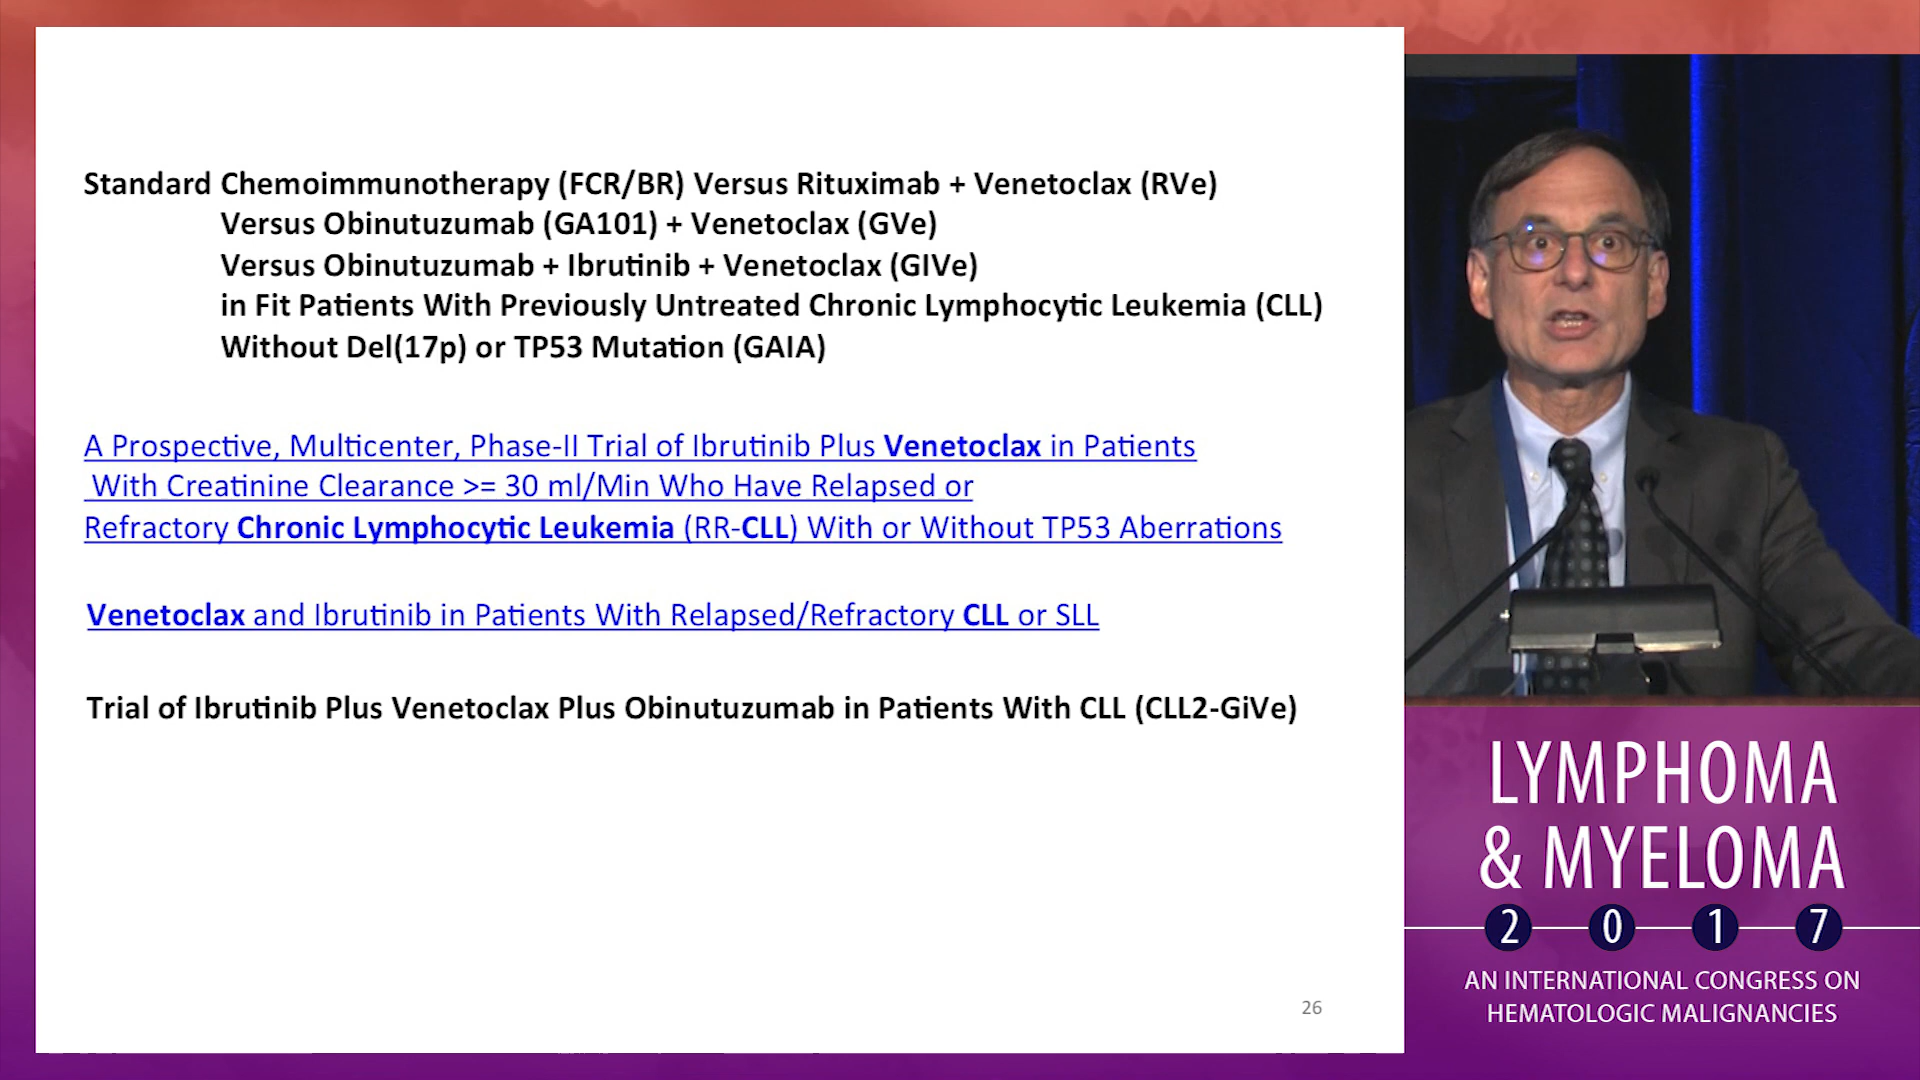 Standard Chemoimmunotherapy (FCR/BR) Versus Rituximab + Venetoclax (RVe)
Versus Obinutuzumab (GA101) + Venetoclax (GVe)
Versus Obinutuzumab + Ibrutinib + Venetoclax (GIVe)
in Fit Patients With Previously Untreated Chronic Lymphocytic Leukemia (CLL)
Without Del(17p) or TP53 Mutation (GAIA)
A Prospective, Multicenter, Phase-II Trial of Ibrutinib Plus Venetoclax in Patients
With Creatinine Clearance >= 30 ml/Min Who Have Relapsed or
Refractory Chronic Lymphocytic Leukemia (RR-CLL) With or Without TP53 Aberrations
Venetoclax and Ibrutinib in Patients With Relapsed/Refractory CLL or SLL
Trial of Ibrutinib Plus Venetoclax Plus Obinutuzumab in Patients With CLL (CLL2-GiVe)
26
LYMPHOMA
& MYELOMA
2017
AN INTERNATIONAL CONGRESS ON
HEMATOLOGIC MALIGNANCIES